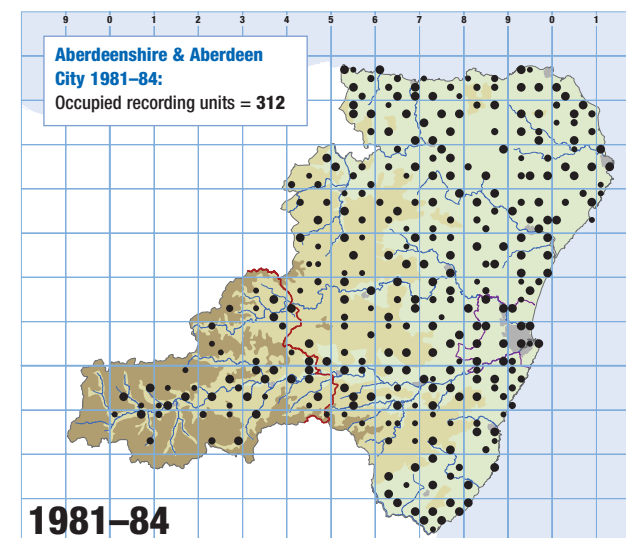 9 0 1 2 3 4 5 6 7 8 9 0 1
Aberdeenshire & Aberdeen
City 1981–84:
Occupied recording units = 312
1981–84